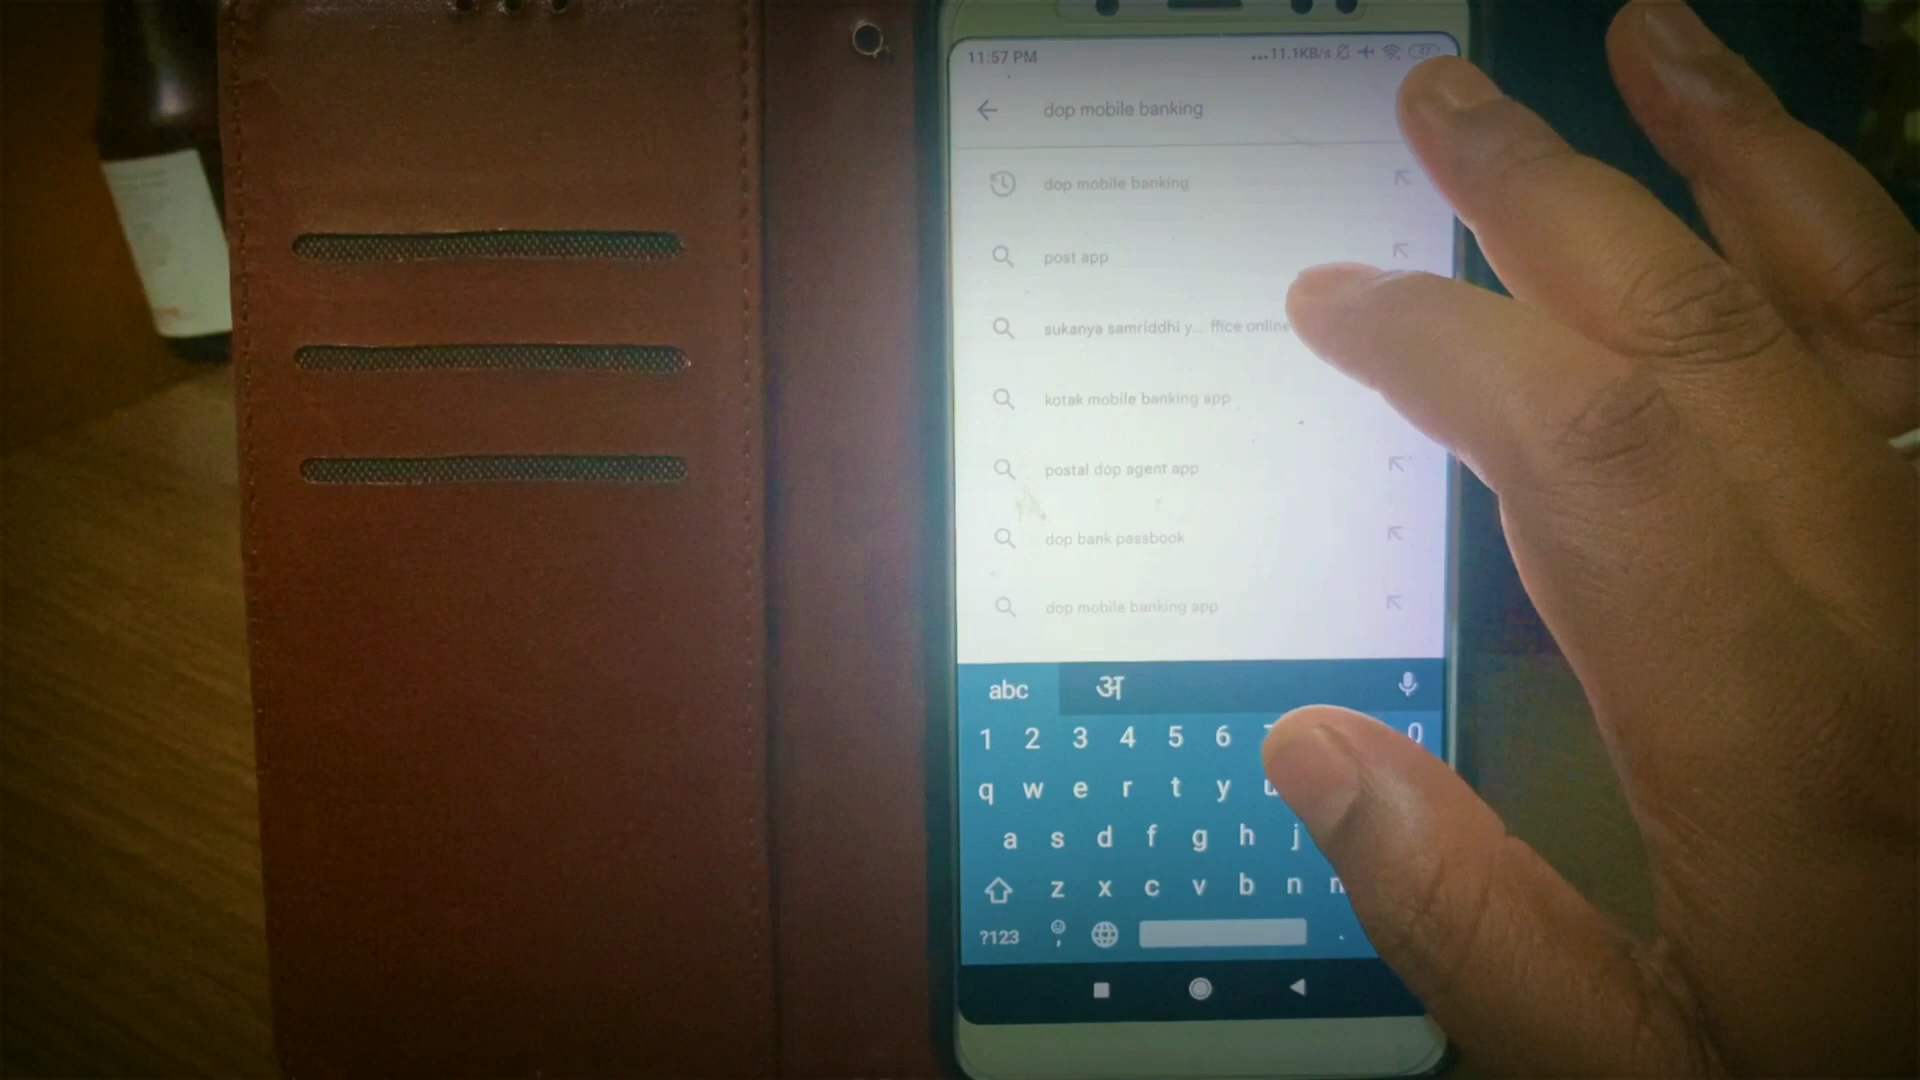 11:57 PM ...11.1KB/s 42
dop mobile banking
dop mobile banking
post app
sukanya samriddhi y... ffice online
kotak mobile banking app
postal dop agent app
dop bank passbook
dop mobile banking app
abc अ
1 2 3 4 5 6 0
q w e r t y u
a s d f g h j
z x c v b n m
?123 , .